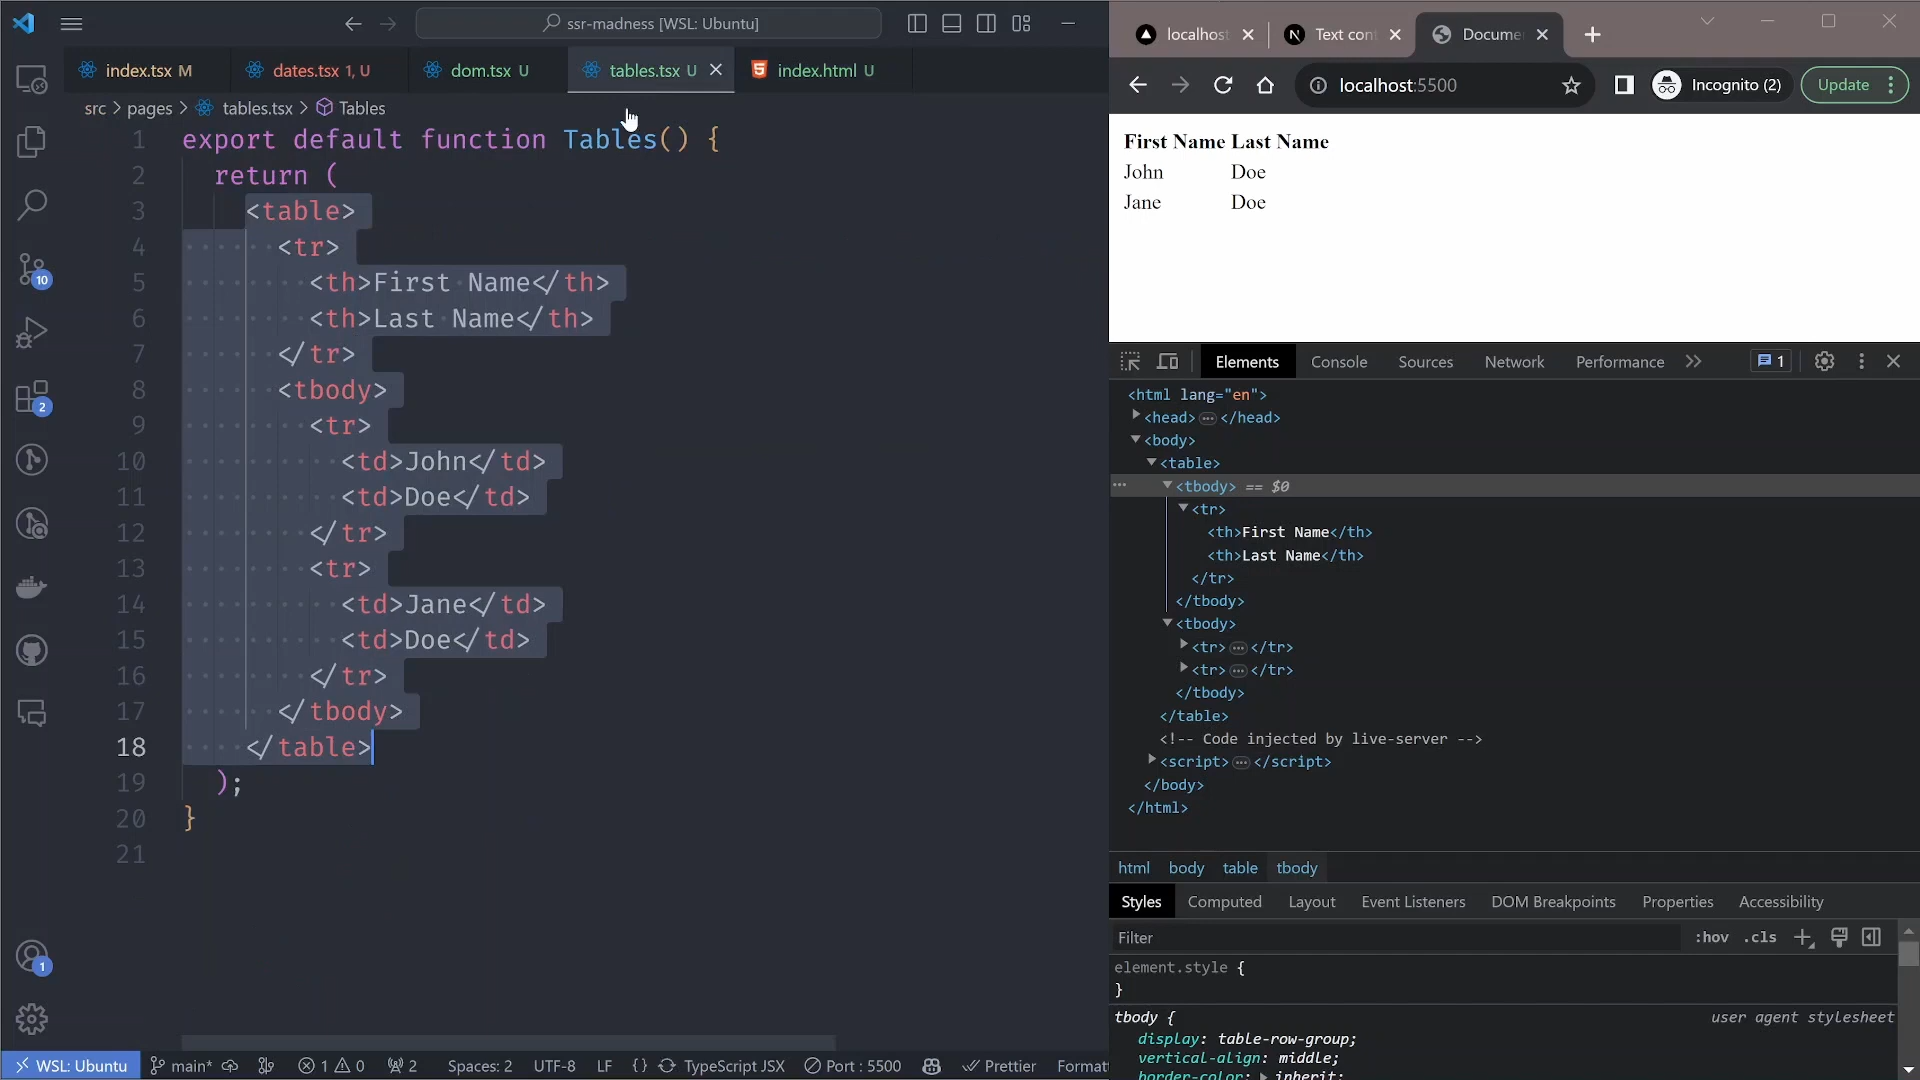 ssr-madness [WSL: Ubuntu]
index.tsx M
dates.tsx 1, U
dom.tsx U
tables.tsx U
index.html U
src > pages > tables.tsx > Tables
1 export default function Tables() {
2 return (
3 <table>
4 <tr>
5 <th>First Name</th>
6 <th>Last Name</th>
7 </tr>
8 <tbody>
9 <tr>
10 <td>John</td>
11 <td>Doe</td>
12 </tr>
13 <tr>
14 <td>Jane</td>
15 <td>Doe</td>
16 </tr>
17 </tbody>
18 </table>
19 );
20 }
21
10
2
1
WSL: Ubuntu main* 1 0 2 Spaces: 2 UTF-8 LF {} TypeScript JSX Port : 5500 Prettier Format
localhost
Text cont
Docume
localhost:5500
Incognito (2)
Update
First Name Last Name
John Doe
Jane Doe
Elements Console Sources Network Performance 1
<html lang="en">
<head> … </head>
<body>
<table>
… <tbody> == $0
<tr>
<th>First Name</th>
<th>Last Name</th>
</tr>
</tbody>
<tbody>
<tr> … </tr>
<tr> … </tr>
</tbody>
</table>
<!-- Code injected by live-server -->
<script> … </script>
</body>
</html>
html body table tbody
Styles Computed Layout Event Listeners DOM Breakpoints Properties Accessibility
Filter :hov .cls
element.style {
}
tbody { user agent stylesheet
display: table-row-group;
vertical-align: middle;
border-color: inherit;